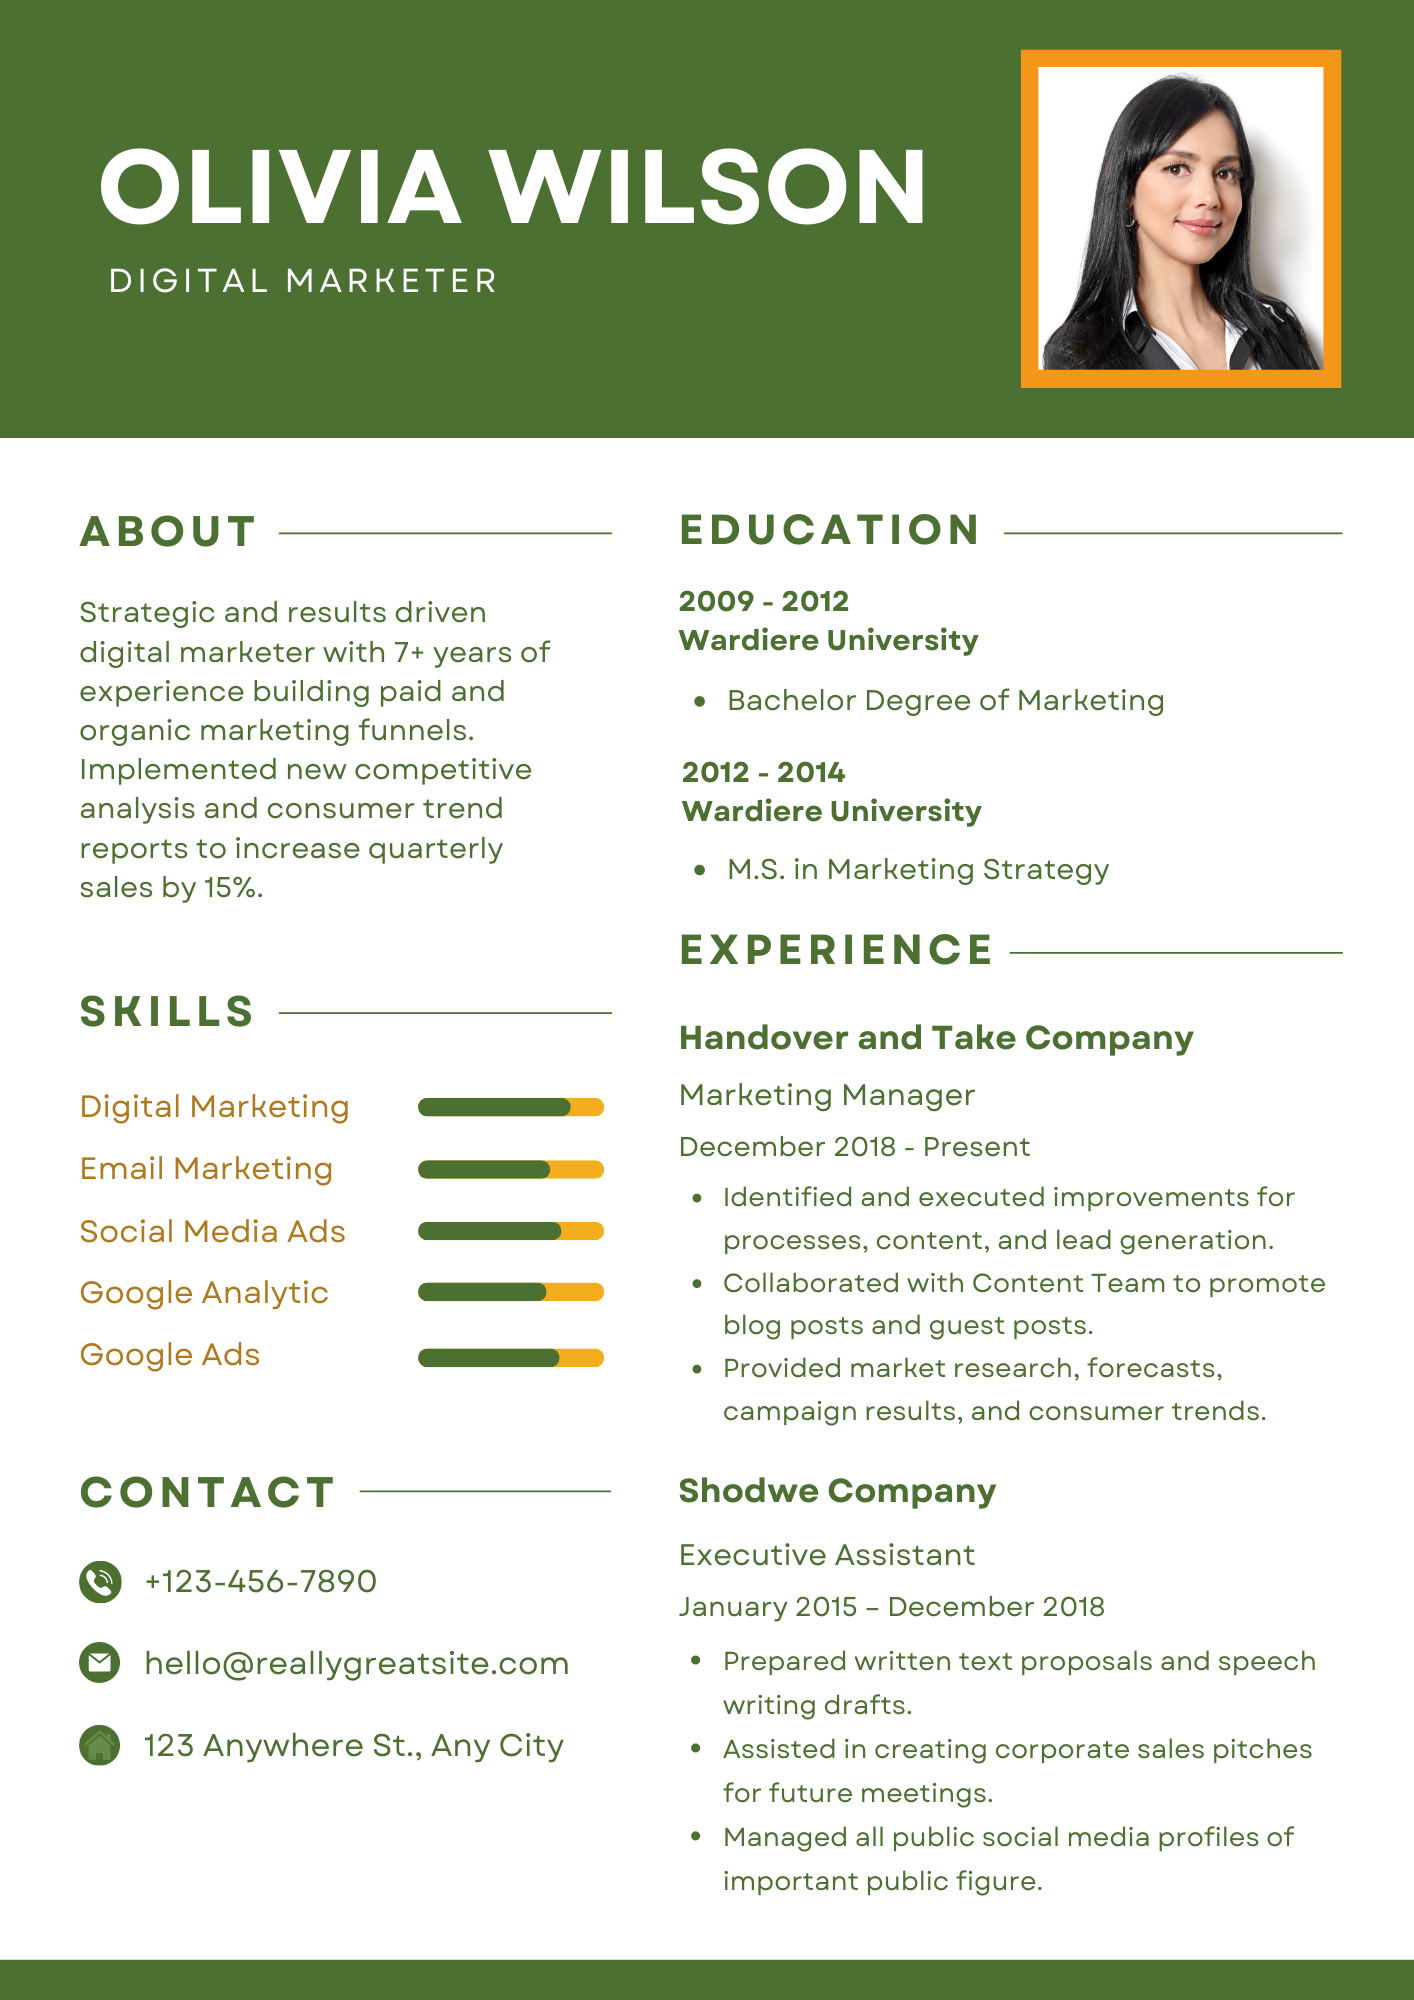 OLIVIA WILSON
DIGITAL MARKETER
ABOUT
Strategic and results driven
digital marketer with 7+ years of
experience building paid and
organic marketing funnels.
Implemented new competitive
analysis and consumer trend
reports to increase quarterly
sales by 15%.
SKILLS
Digital Marketing
Email Marketing
Social Media Ads
Google Analytic
Google Ads
CONTACT
+123-456-7890
hello@reallygreatsite.com
123 Anywhere St., Any City
EDUCATION
2009 - 2012
Wardiere University
• Bachelor Degree of Marketing
2012 - 2014
Wardiere University
• M.S. in Marketing Strategy
EXPERIENCE
Handover and Take Company
Marketing Manager
December 2018 - Present
• Identified and executed improvements for
processes, content, and lead generation.
• Collaborated with Content Team to promote
blog posts and guest posts.
• Provided market research, forecasts,
campaign results, and consumer trends.
Shodwe Company
Executive Assistant
January 2015 – December 2018
• Prepared written text proposals and speech
writing drafts.
• Assisted in creating corporate sales pitches
for future meetings.
• Managed all public social media profiles of
important public figure.